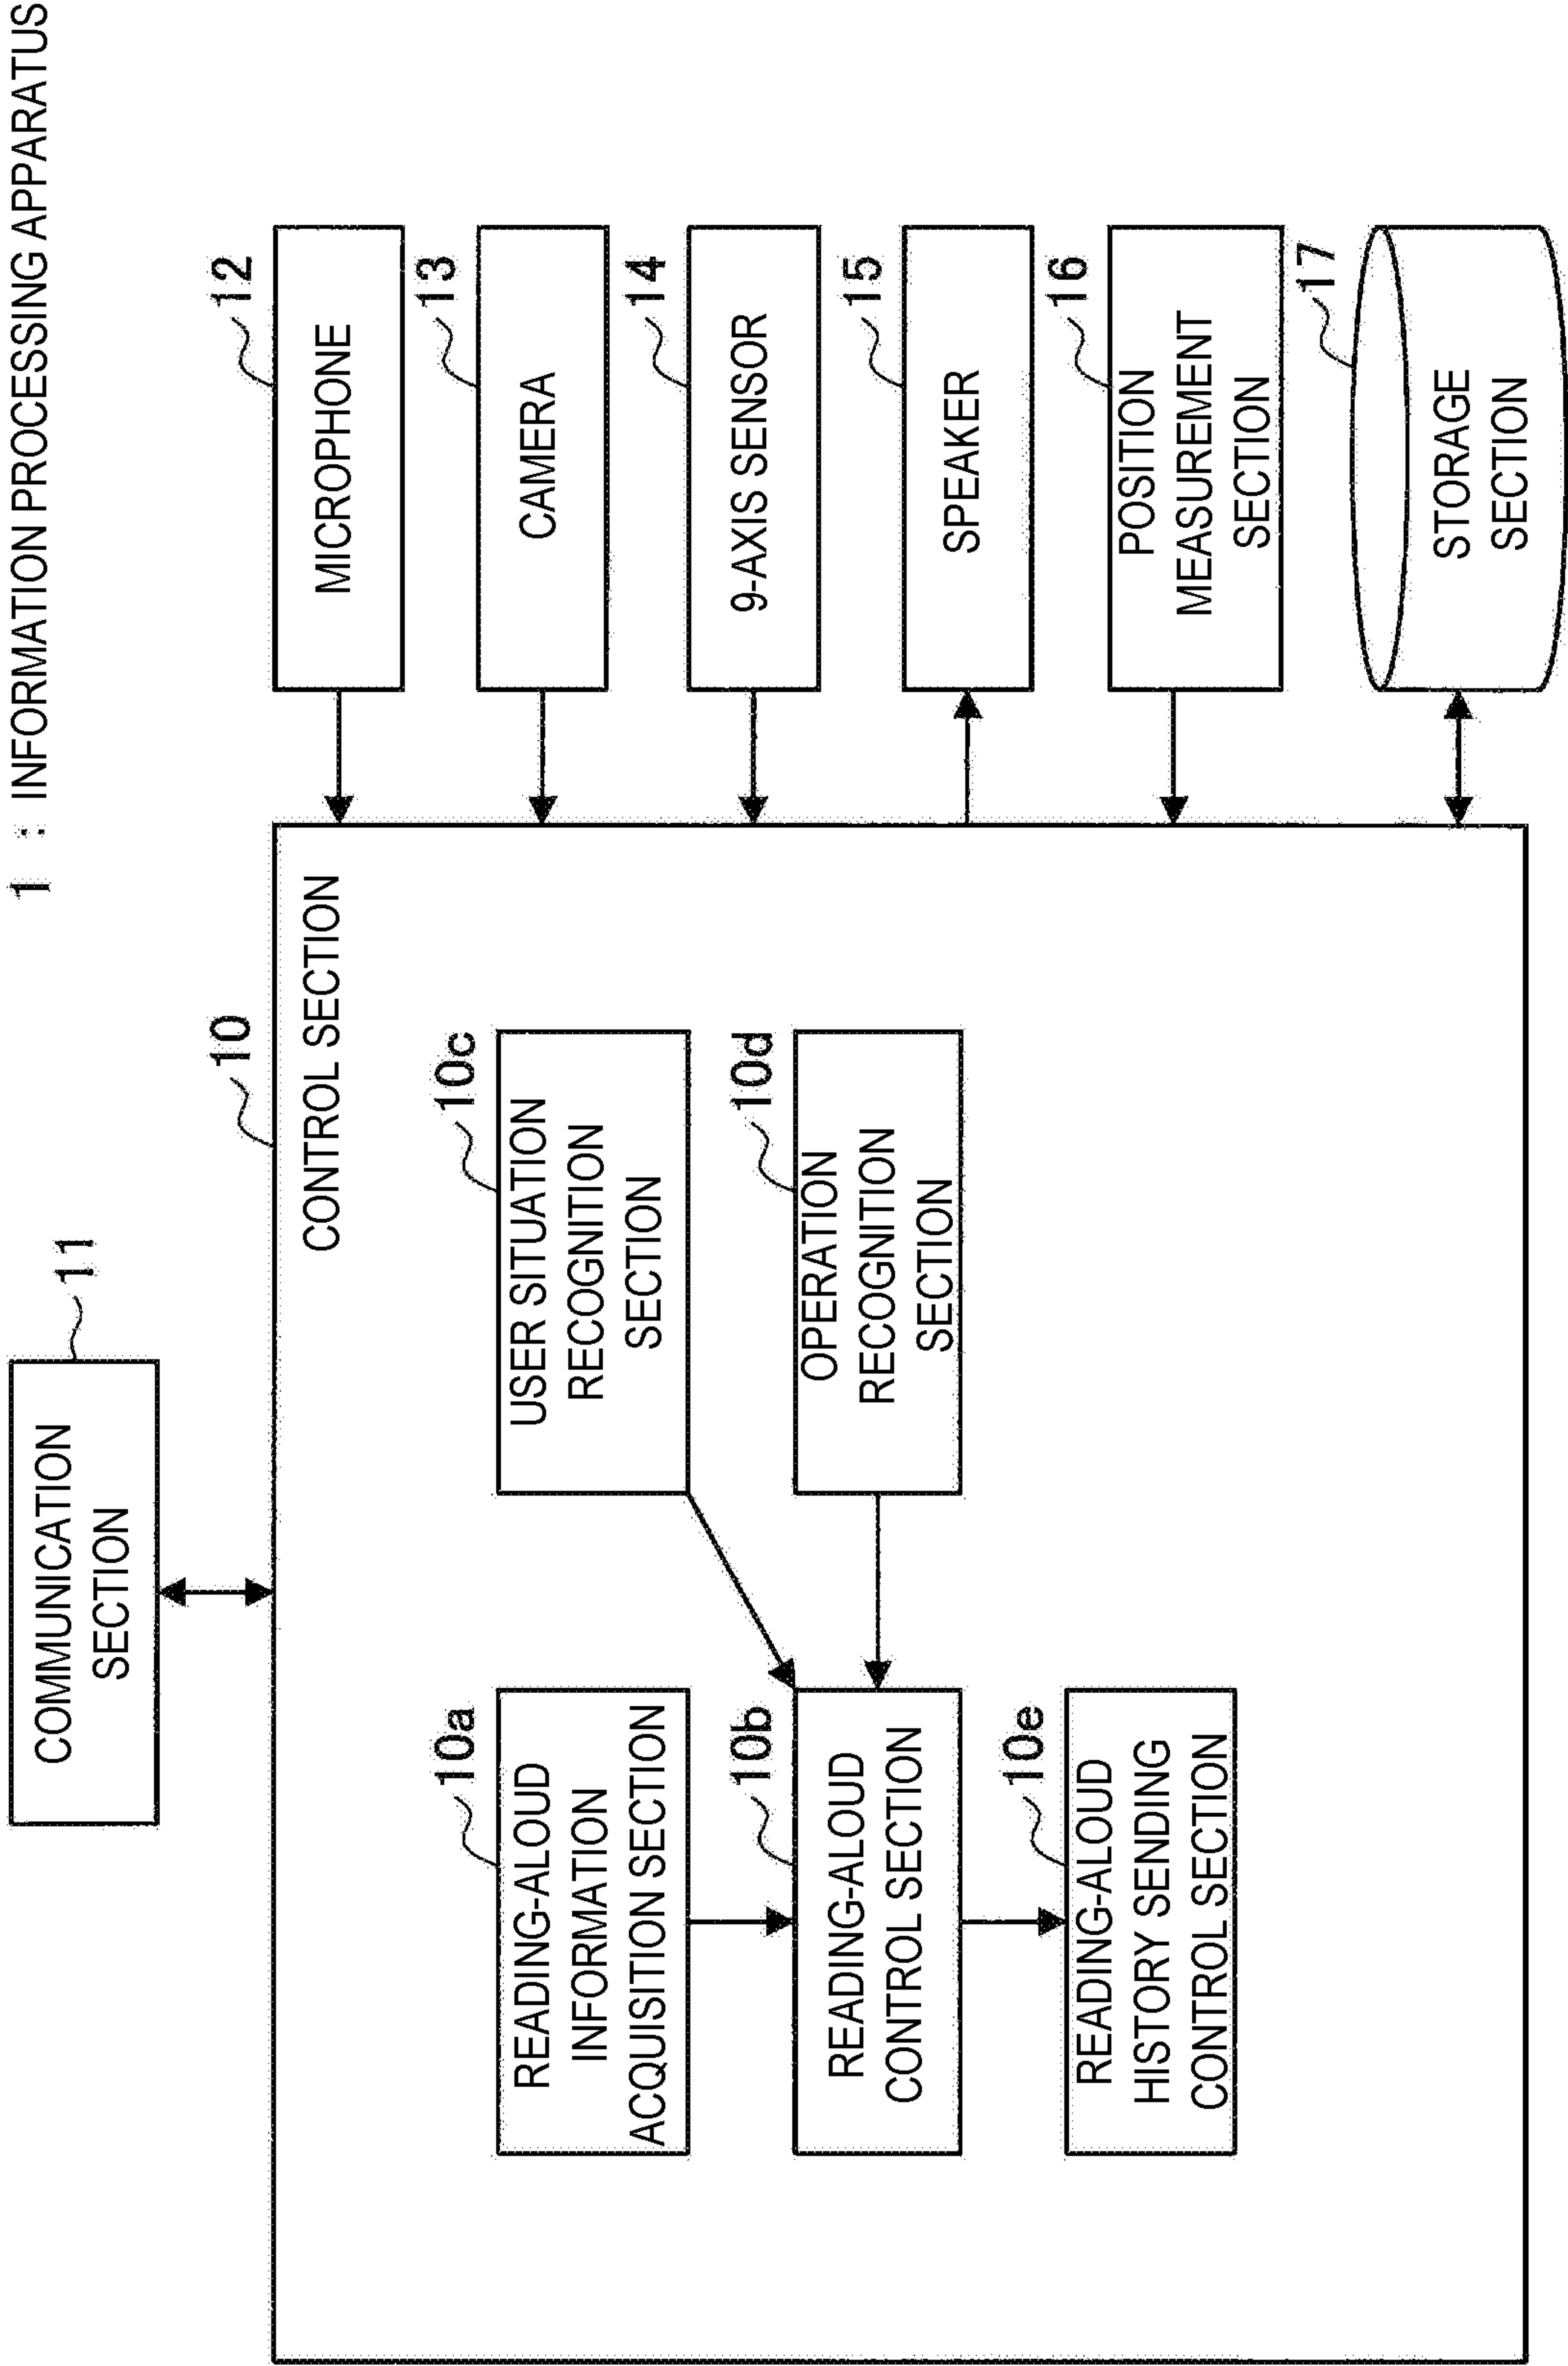 1 : INFORMATION PROCESSING APPARATUS
COMMUNICATION
SECTION
11
10
CONTROL SECTION
10a
READING-ALOUD
INFORMATION
ACQUISITION SECTION
10c
USER SITUATION
RECOGNITION
SECTION
10b
READING-ALOUD
CONTROL SECTION
10d
OPERATION
RECOGNITION
SECTION
10e
READING-ALOUD
HISTORY SENDING
CONTROL SECTION
12
MICROPHONE
13
CAMERA
14
9-AXIS SENSOR
15
SPEAKER
16
POSITION
MEASUREMENT
SECTION
17
STORAGE
SECTION